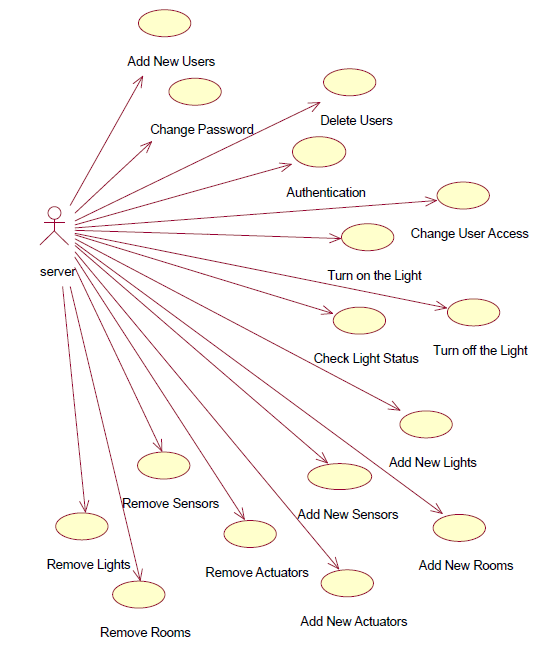 Add New Users
Change Password
Delete Users
Authentication
Change User Access
server
Turn on the Light
Check Light Status
Turn off the Light
Add New Lights
Remove Sensors
Add New Sensors
Remove Lights
Remove Actuators
Add New Rooms
Remove Rooms
Add New Actuators